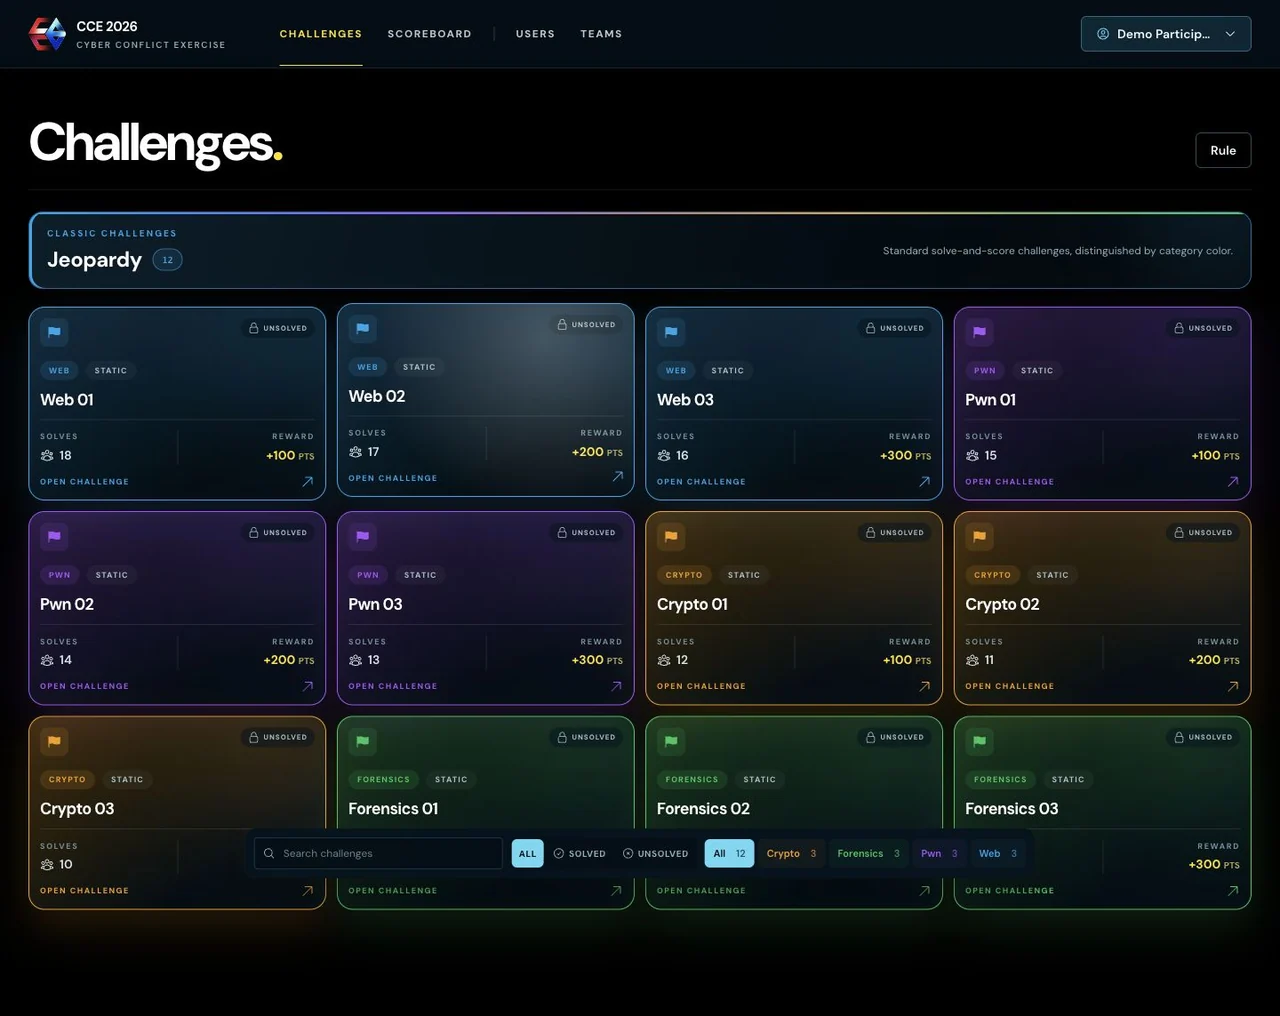 CCE 2026
CYBER CONFLICT EXERCISE
CHALLENGES
SCOREBOARD
USERS
TEAMS
Demo Particip...
Challenges.
Rule
CLASSIC CHALLENGES
Jeopardy 12
Standard solve-and-score challenges, distinguished by category color.
UNSOLVED
WEB STATIC
Web 01
SOLVES REWARD
18 +100 PTS
OPEN CHALLENGE
UNSOLVED
WEB STATIC
Web 02
SOLVES REWARD
17 +200 PTS
OPEN CHALLENGE
UNSOLVED
WEB STATIC
Web 03
SOLVES REWARD
16 +300 PTS
OPEN CHALLENGE
UNSOLVED
PWN STATIC
Pwn 01
SOLVES REWARD
15 +100 PTS
OPEN CHALLENGE
UNSOLVED
PWN STATIC
Pwn 02
SOLVES REWARD
14 +200 PTS
OPEN CHALLENGE
UNSOLVED
PWN STATIC
Pwn 03
SOLVES REWARD
13 +300 PTS
OPEN CHALLENGE
UNSOLVED
CRYPTO STATIC
Crypto 01
SOLVES REWARD
12 +100 PTS
OPEN CHALLENGE
UNSOLVED
CRYPTO STATIC
Crypto 02
SOLVES REWARD
11 +200 PTS
OPEN CHALLENGE
UNSOLVED
CRYPTO STATIC
Crypto 03
SOLVES
10
OPEN CHALLENGE
UNSOLVED
FORENSICS STATIC
Forensics 01
OPEN CHALLENGE
UNSOLVED
FORENSICS STATIC
Forensics 02
OPEN CHALLENGE
UNSOLVED
FORENSICS STATIC
Forensics 03
REWARD
+300 PTS
OPEN CHALLENGE
Search challenges
ALL SOLVED UNSOLVED All 12 Crypto 3 Forensics 3 Pwn 3 Web 3